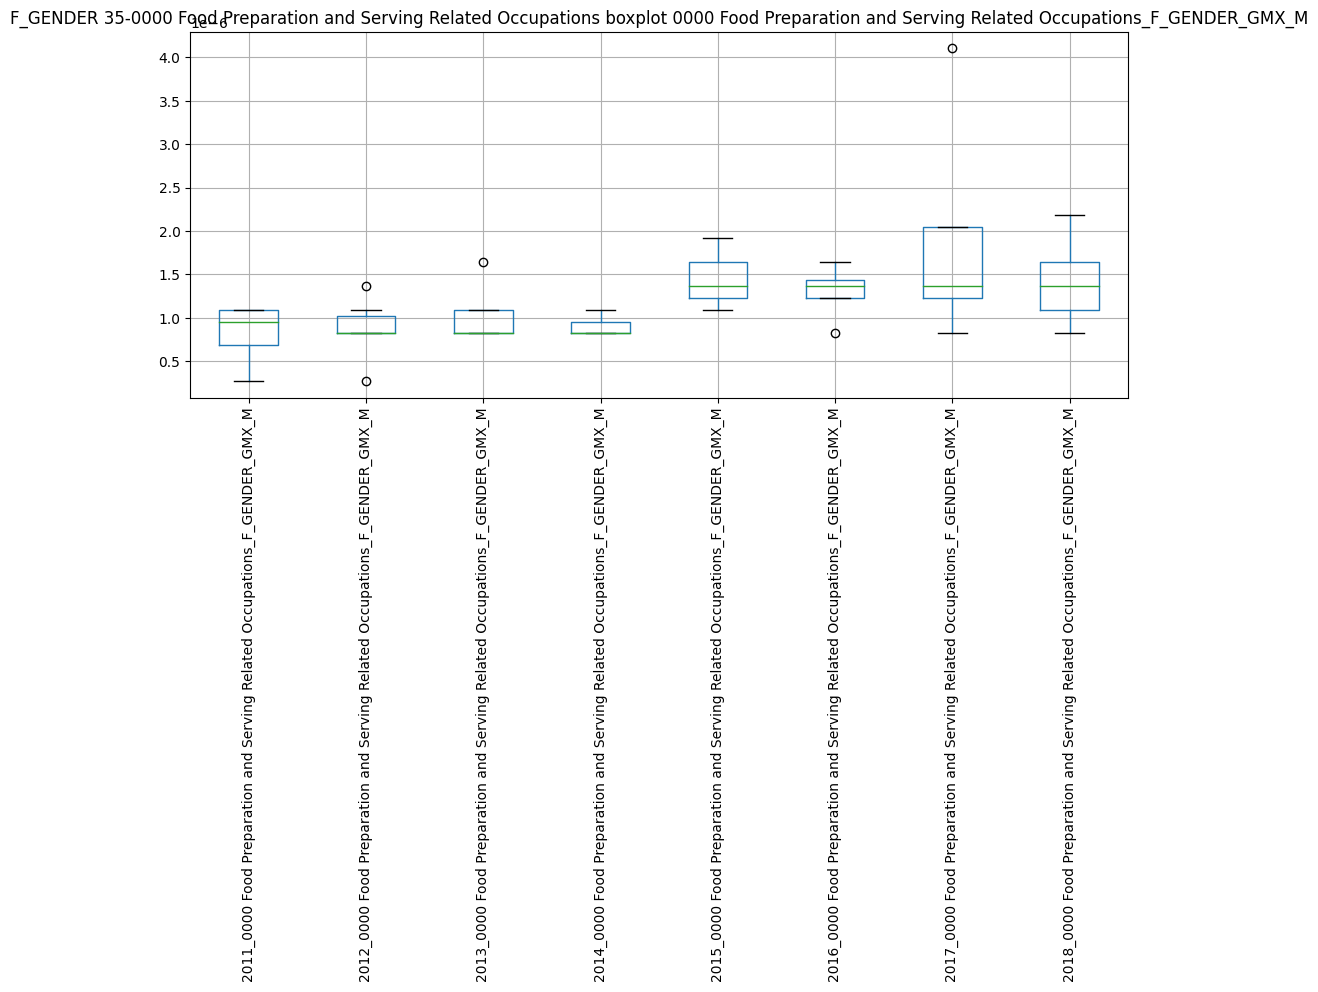 F_GENDER 35-0000 Food Preparation and Serving Related Occupations boxplot 0000 Food Preparation and Serving Related Occupations_F_GENDER_GMX_M
1e−6
4.0
3.5
3.0
2.5
2.0
1.5
1.0
0.5
2011_0000 Food Preparation and Serving Related Occupations_F_GENDER_GMX_M
2012_0000 Food Preparation and Serving Related Occupations_F_GENDER_GMX_M
2013_0000 Food Preparation and Serving Related Occupations_F_GENDER_GMX_M
2014_0000 Food Preparation and Serving Related Occupations_F_GENDER_GMX_M
2015_0000 Food Preparation and Serving Related Occupations_F_GENDER_GMX_M
2016_0000 Food Preparation and Serving Related Occupations_F_GENDER_GMX_M
2017_0000 Food Preparation and Serving Related Occupations_F_GENDER_GMX_M
2018_0000 Food Preparation and Serving Related Occupations_F_GENDER_GMX_M